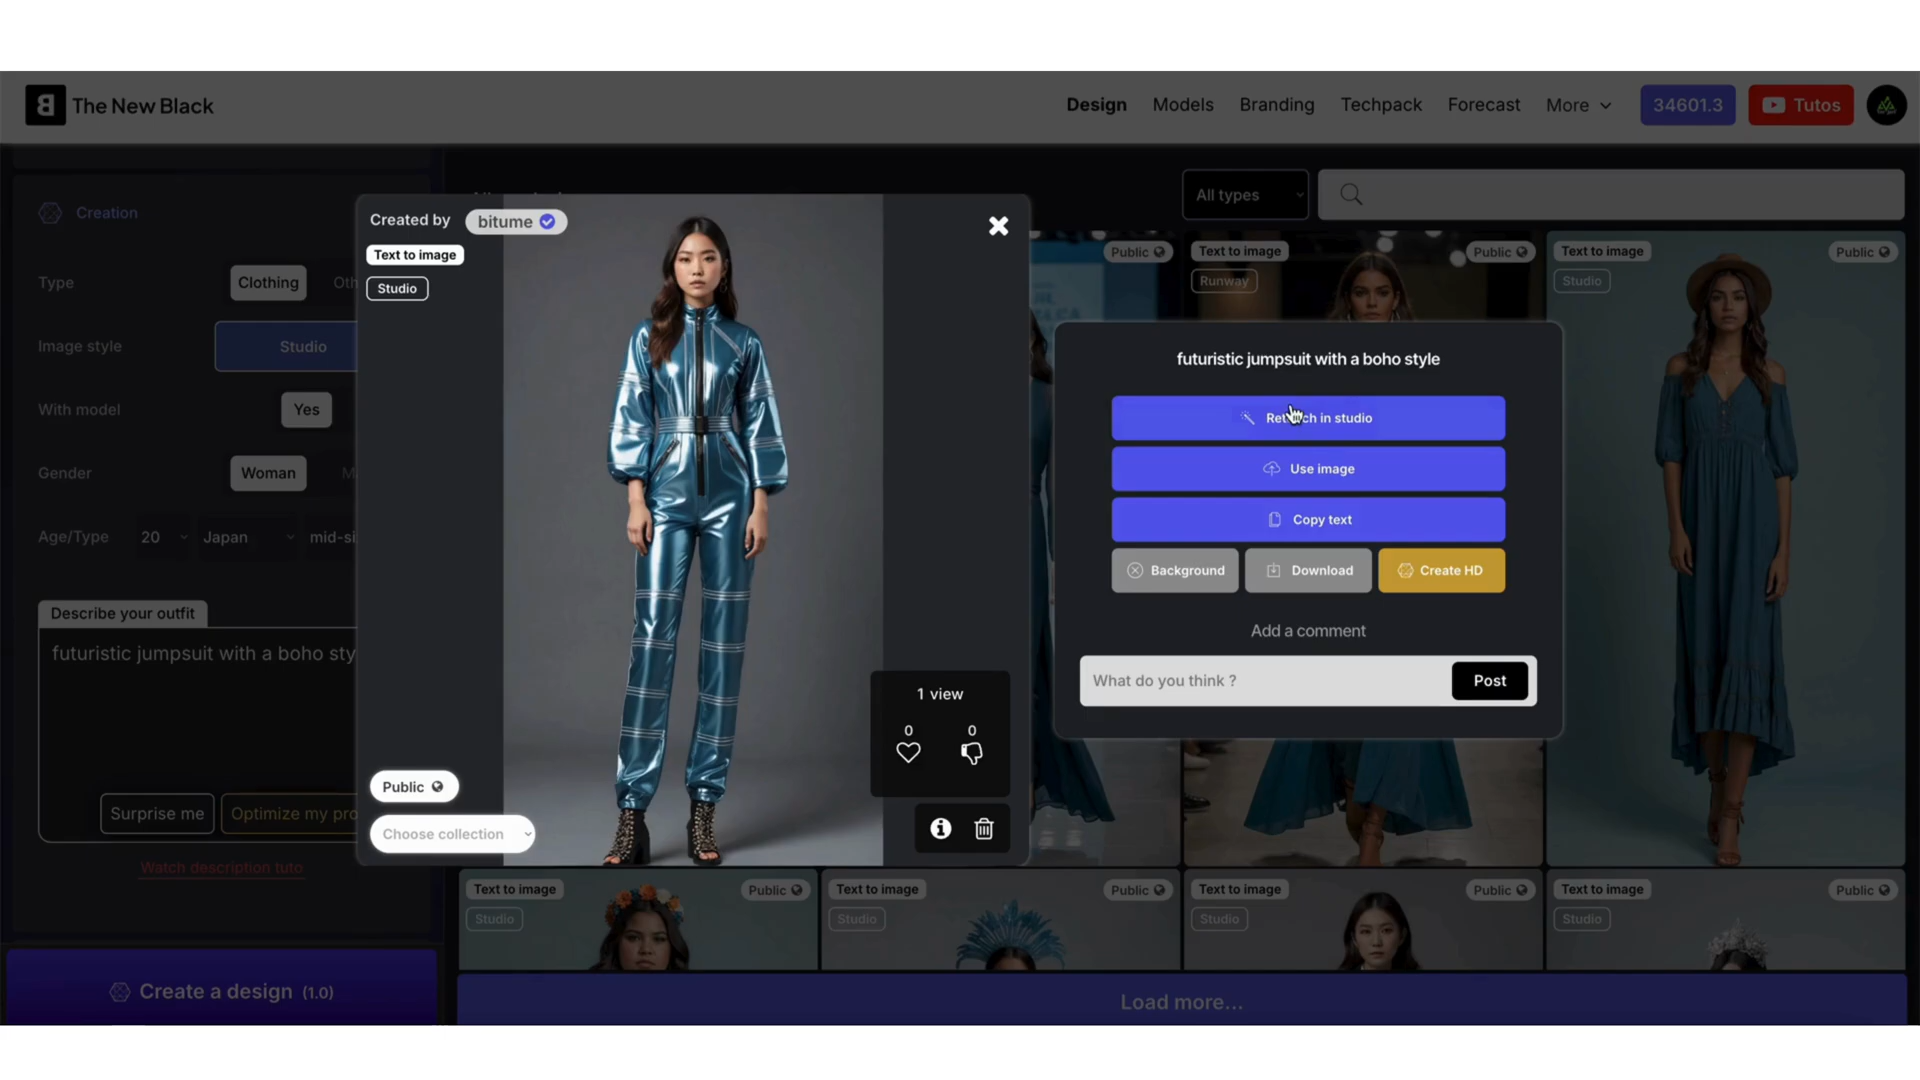 The New Black
Design
Models
Branding
Techpack
Forecast
More
34601.3
Tutos
Creation
Type
Clothing
Image style
Studio
With model
Yes
Gender
Woman
Age/Type
20
Japan
Describe your outfit
futuristic jumpsuit with a boho sty
Surprise me
Optimize my pro
Watch description tuto
Create a design (1.0)
Created by
bitume
Text to image
Studio
Public
Choose collection
1 view
0
0
futuristic jumpsuit with a boho style
in studio
Use image
Copy text
Background
Download
Create HD
Add a comment
What do you think ?
Post
All types
Public
Text to image
Public
Runway
Text to image
Public
Studio
Text to image
Public
Studio
Text to image
Public
Studio
Text to image
Public
Studio
Text to image
Public
Studio
Load more...